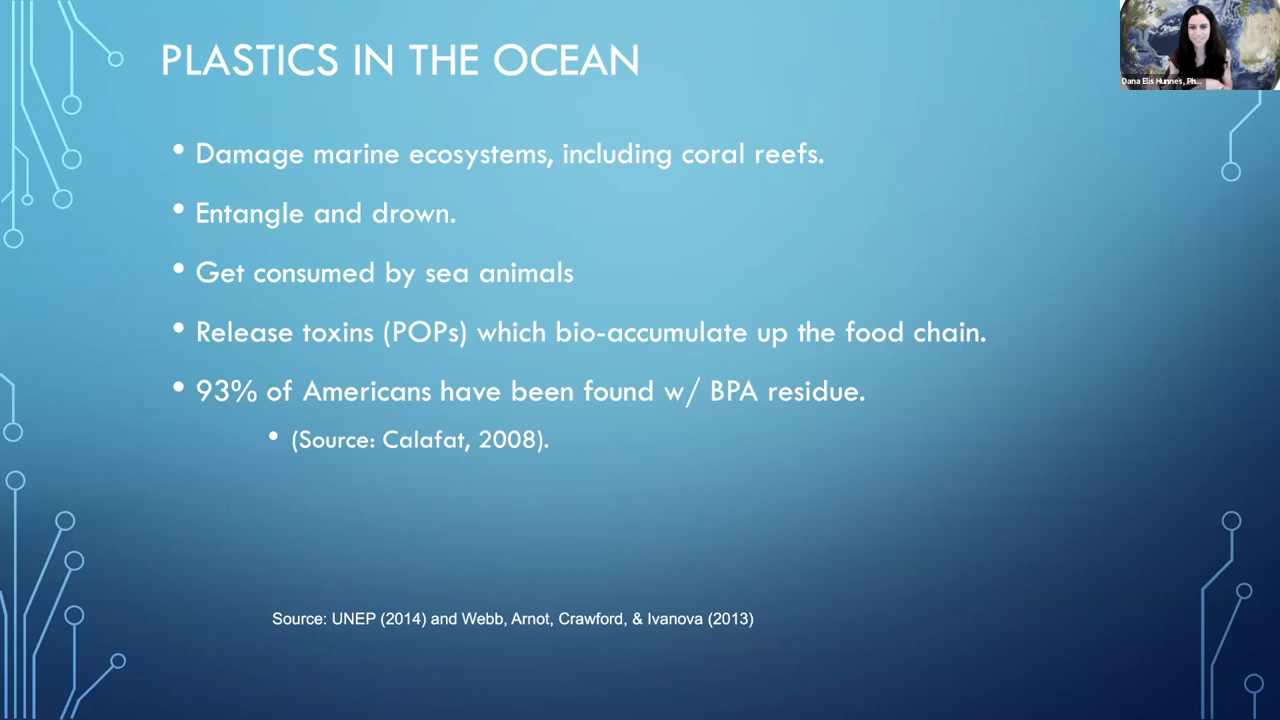 PLASTICS IN THE OCEAN
Dana Elis Hunnes, Ph...
• Damage marine ecosystems, including coral reefs.
• Entangle and drown.
• Get consumed by sea animals
• Release toxins (POPs) which bio-accumulate up the food chain.
• 93% of Americans have been found w/ BPA residue.
• (Source: Calafat, 2008).
Source: UNEP (2014) and Webb, Arnot, Crawford, & Ivanova (2013)